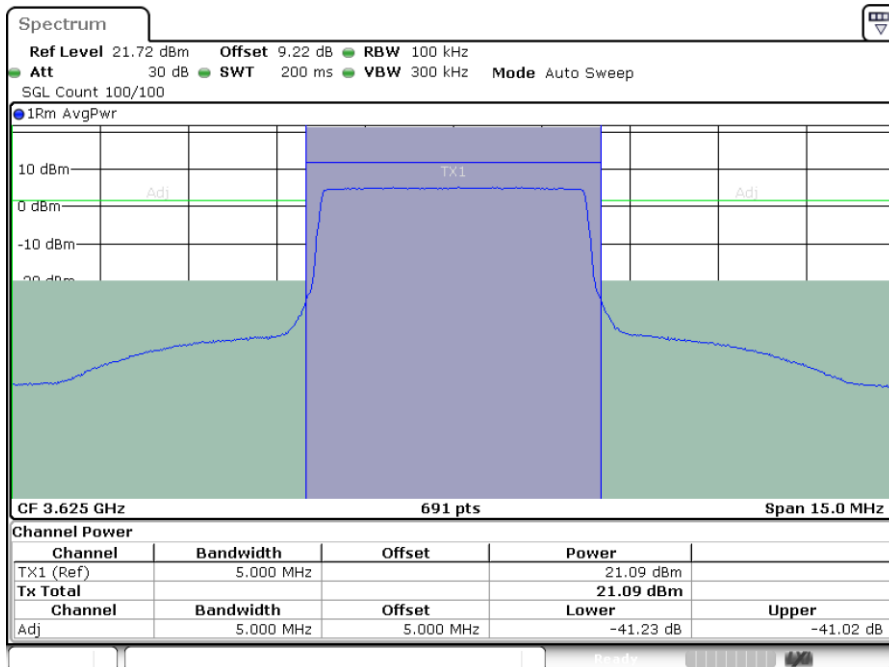 Spectrum
Ref Level 21.72 dBm Offset 9.22 dB RBW 100 kHz
Att 30 dB SWT 200 ms VBW 300 kHz Mode Auto Sweep
SGL Count 100/100
1Rm AvgPwr
10 dBm
TX1
Adj Adj
0 dBm
-10 dBm
-20 dBm
CF 3.625 GHz 691 pts Span 15.0 MHz
Channel Power
Channel Bandwidth Offset Power
TX1 (Ref) 5.000 MHz 21.09 dBm
Tx Total 21.09 dBm
Channel Bandwidth Offset Lower Upper
Adj 5.000 MHz 5.000 MHz -41.23 dB -41.02 dB
Ready